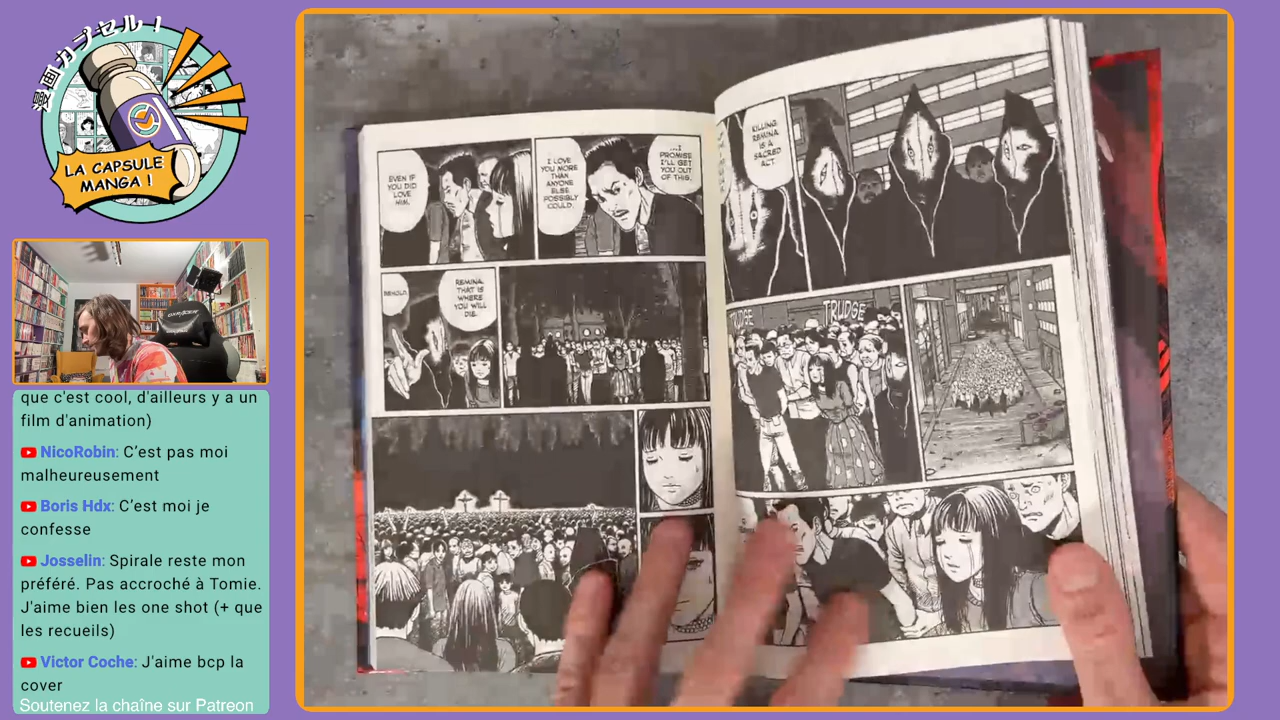 漫画カプセル！
LA CAPSULE
MANGA !
que c'est cool, d'ailleurs y a un
film d'animation)
NicoRobin: C’est pas moi
malheureusement
Boris Hdx: C’est moi je
confesse
Josselin: Spirale reste mon
préféré. Pas accroché à Tomie.
J'aime bien les one shot (+ que
les recueils)
Victor Coche: J'aime bcp la
cover
Soutenez la chaîne sur Patreon
EVEN IF
YOU DID
LOVE
HIM.
I LOVE
YOU MORE
THAN
ANYONE
ELSE
POSSIBLY
COULD.
PROMISE
I'LL GET
YOU OUT
OF THIS.
BEHOLD,
REMINA.
THAT IS
WHERE
YOU WILL
DIE.
KILLING
REMINA
IS A
SACRED
ACT.
TRUDGE
TRUDGE